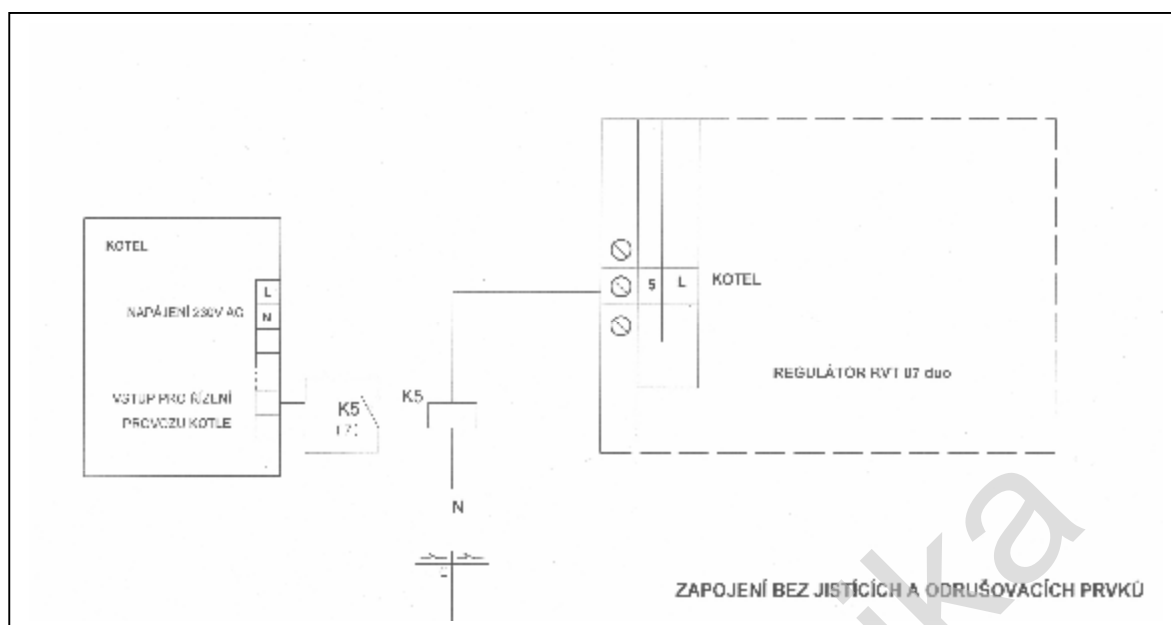 KOTEL
L
NAPÁJENÍ 230V AC
N
VSTUP PRO ŘÍZENÍ
PROVOZU KOTLE
K5
K5
N
5 L
KOTEL
REGULÁTOR RVT 07 duo
ZAPOJENÍ BEZ JISTÍCÍCH A ODRUŠOVACÍCH PRVKŮ
ika